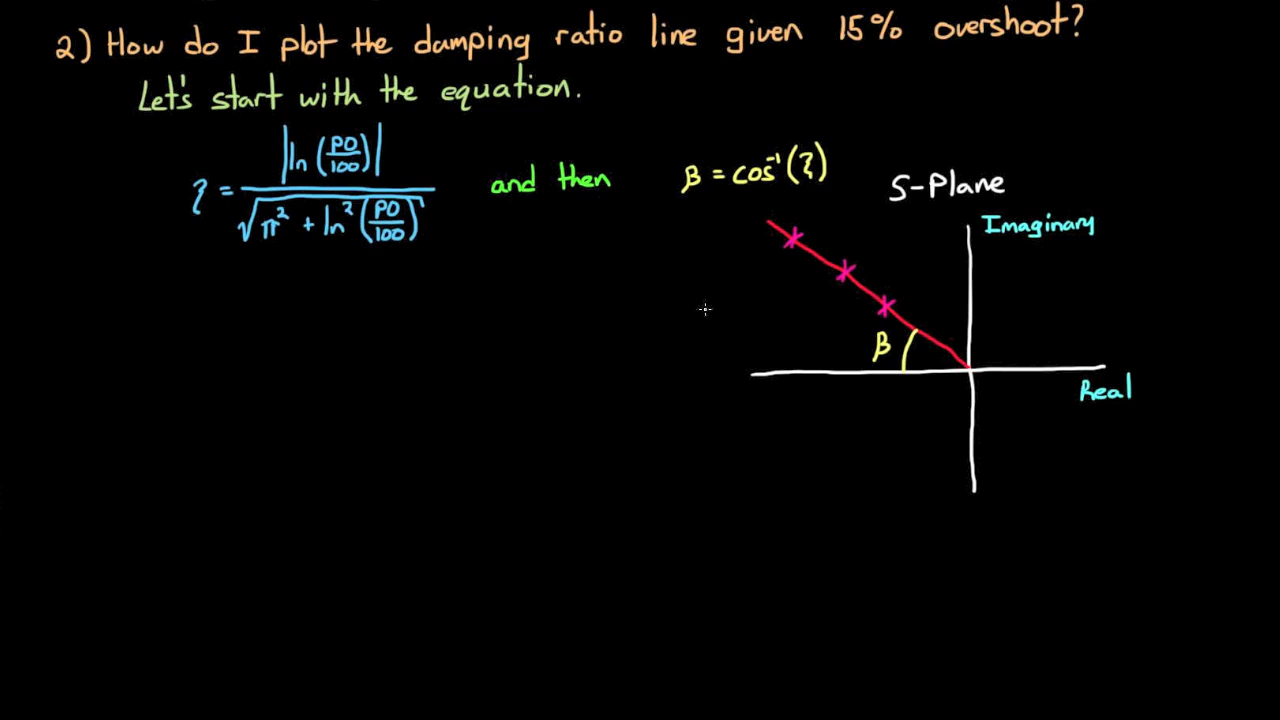 2) How do I plot the damping ratio line given 15% overshoot?
Let's start with the equation.
ζ = |ln(PO/100)| / √(π² + ln²(PO/100)) and then β = cos⁻¹(ζ)
S-Plane
Imaginary
β
Real